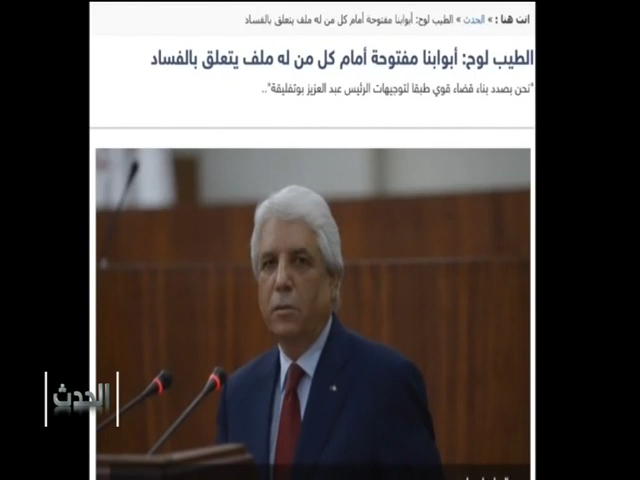 انت هنا : » الحدث » الطيب لوح: أبوابنا مفتوحة أمام كل من له ملف يتعلق بالفساد
الطيب لوح: أبوابنا مفتوحة أمام كل من له ملف يتعلق بالفساد
"نحن بصدد بناء قضاء قوي طبقا لتوجيهات الرئيس عبد العزيز بوتفليقة"..
الحدث